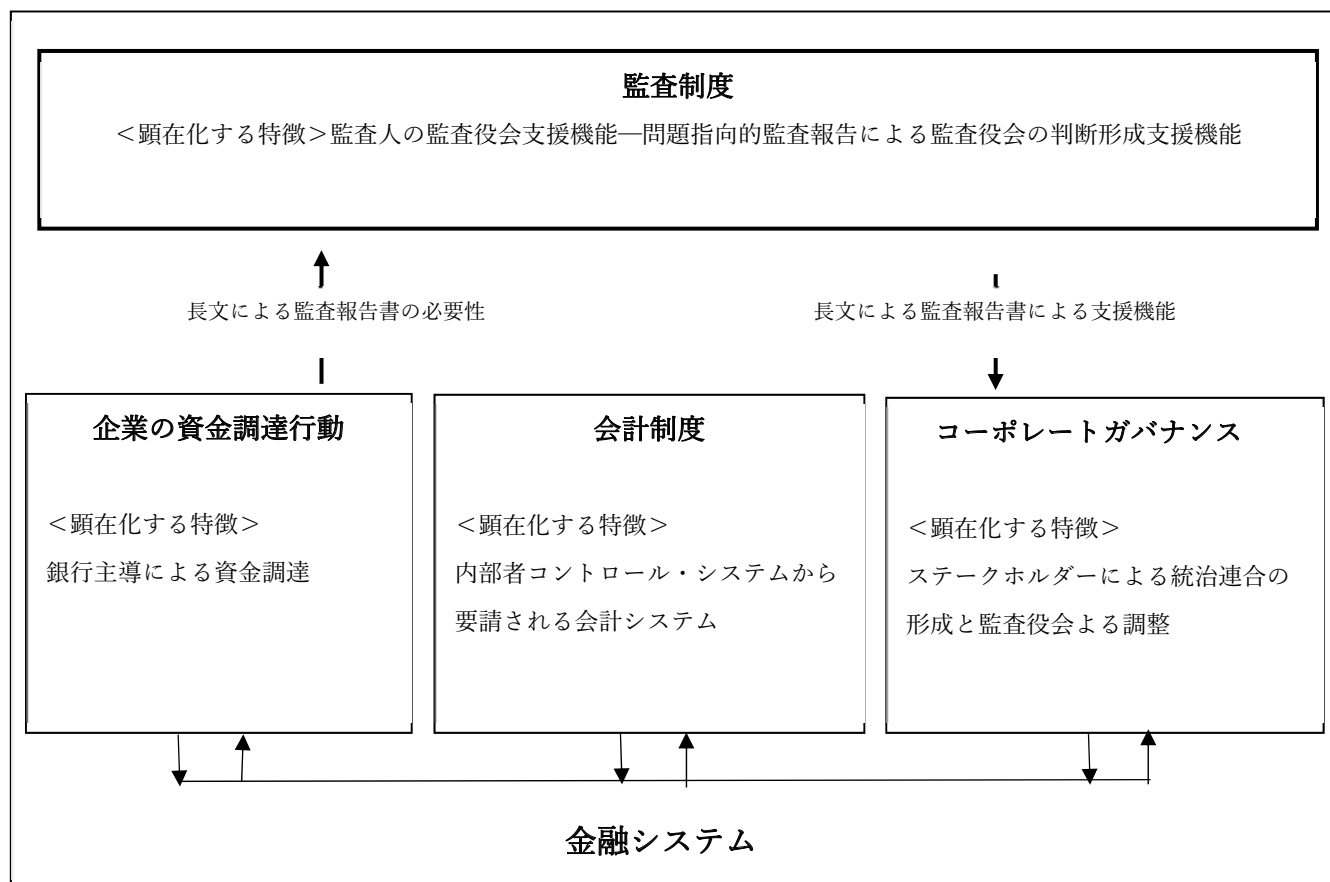 監査制度
＜顕在化する特徴＞監査人の監査役会支援機能―問題指向的監査報告による監査役会の判断形成支援機能
長文による監査報告書の必要性
長文による監査報告書による支援機能
企業の資金調達行動
＜顕在化する特徴＞
銀行主導による資金調達
会計制度
＜顕在化する特徴＞
内部者コントロール・システムから
要請される会計システム
コーポレートガバナンス
＜顕在化する特徴＞
ステークホルダーによる統治連合の
形成と監査役会よる調整
金融システム